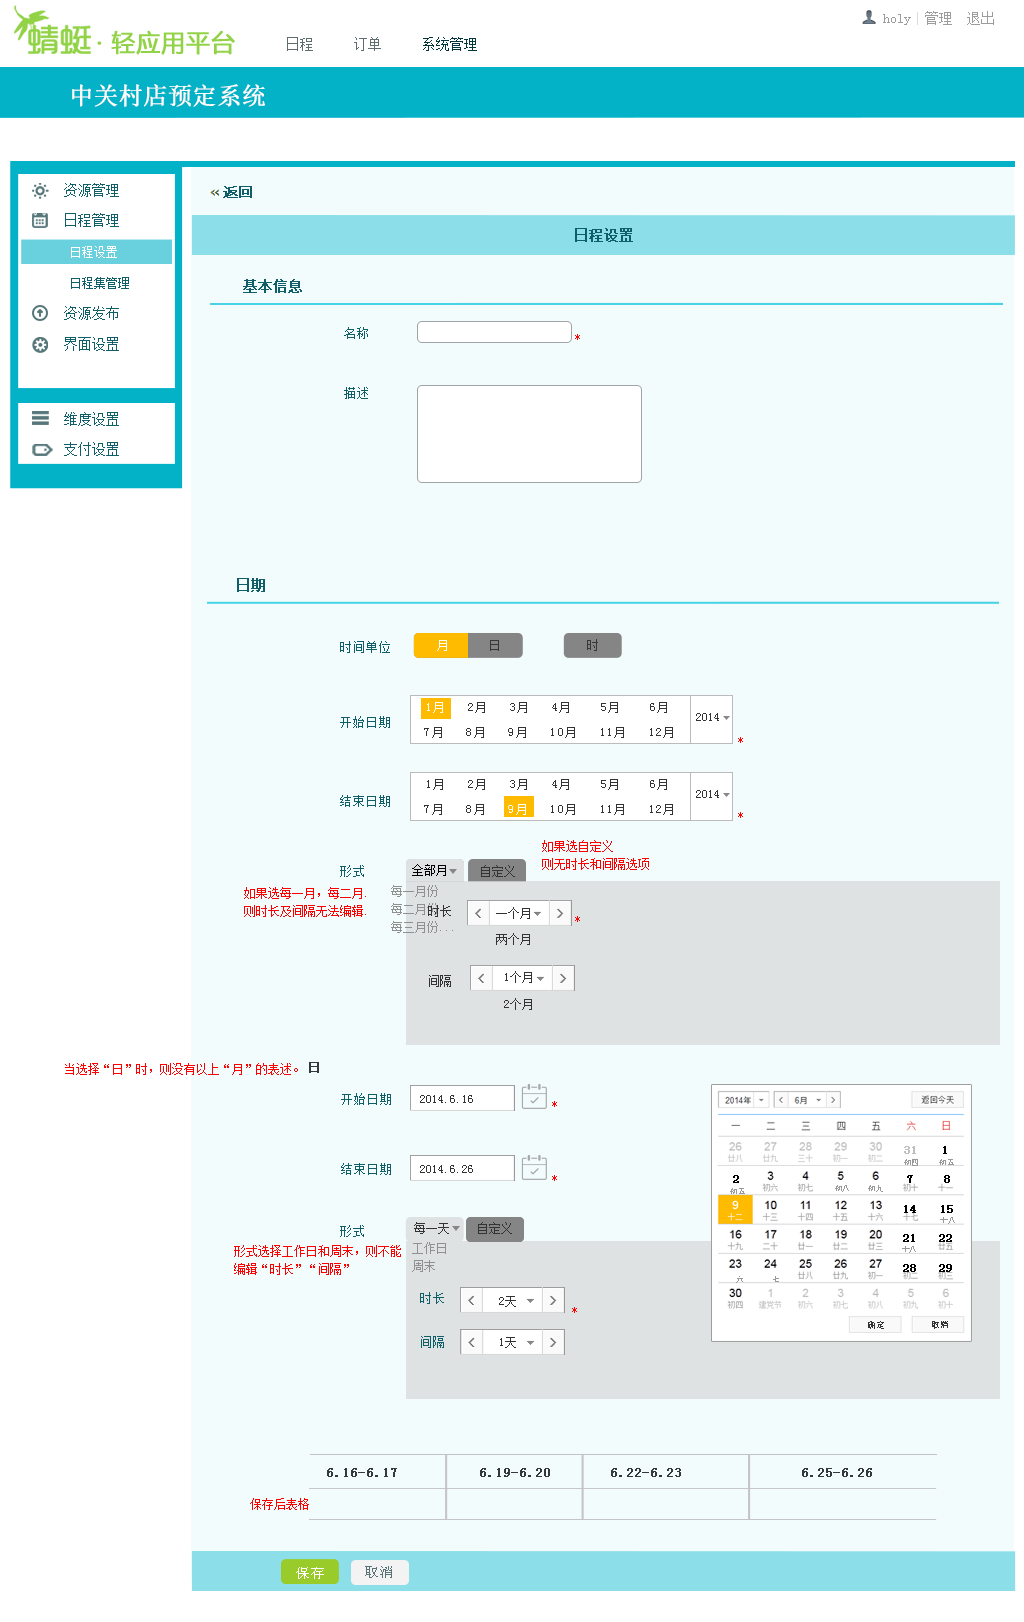 蜻蜓·轻应用平台
日程 订单 系统管理
holy 管理 退出
中关村店预定系统
资源管理
日程管理
日程设置
日程集管理
资源发布
界面设置
维度设置
支付设置
« 返回
日程设置
基本信息
名称 *
描述
日期
时间单位 月 日 时
开始日期
1月 2月 3月 4月 5月 6月
7月 8月 9月 10月 11月 12月
2014 *
结束日期
1月 2月 3月 4月 5月 6月
7月 8月 9月 10月 11月 12月
2014 *
如果选自定义
则无时长和间隔选项
形式 全部月 自定义
如果选每一月，每二月.
则时长及间隔无法编辑.
每一月份
每二月份
每三月份...
时长 < 一个月 > *
两个月
间隔 < 1个月 >
2个月
当选择“日”时，则没有以上“月”的表述。 日
开始日期 2014.6.16 *
结束日期 2014.6.26 *
形式 每一天 自定义
形式选择工作日和周末，则不能
编辑“时长”“间隔”
工作日
周末
时长 < 2天 > *
间隔 < 1天 >
2014年 < 6月 > 返回今天
一 二 三 四 五 六 日
26 27 28 29 30 31 1
廿八 廿九 三十 初一 初二 初四 初五
2 3 4 5 6 7 8
初五 初六 初七 初八 初九 初十 十一
9 10 11 12 13 14 15
十二 十三 十四 十五 十六 十七 十八
16 17 18 19 20 21 22
十九 二十 廿一 廿二 廿三 十八 廿五
23 24 25 26 27 28 29
六 七 廿八 廿九 初一 初二 初三
30 1 2 3 4 5 6
初四 建党节 初六 初七 初八 初九 初十
确定 取消
6.16-6.17 6.19-6.20 6.22-6.23 6.25-6.26
保存后表格
保存 取消